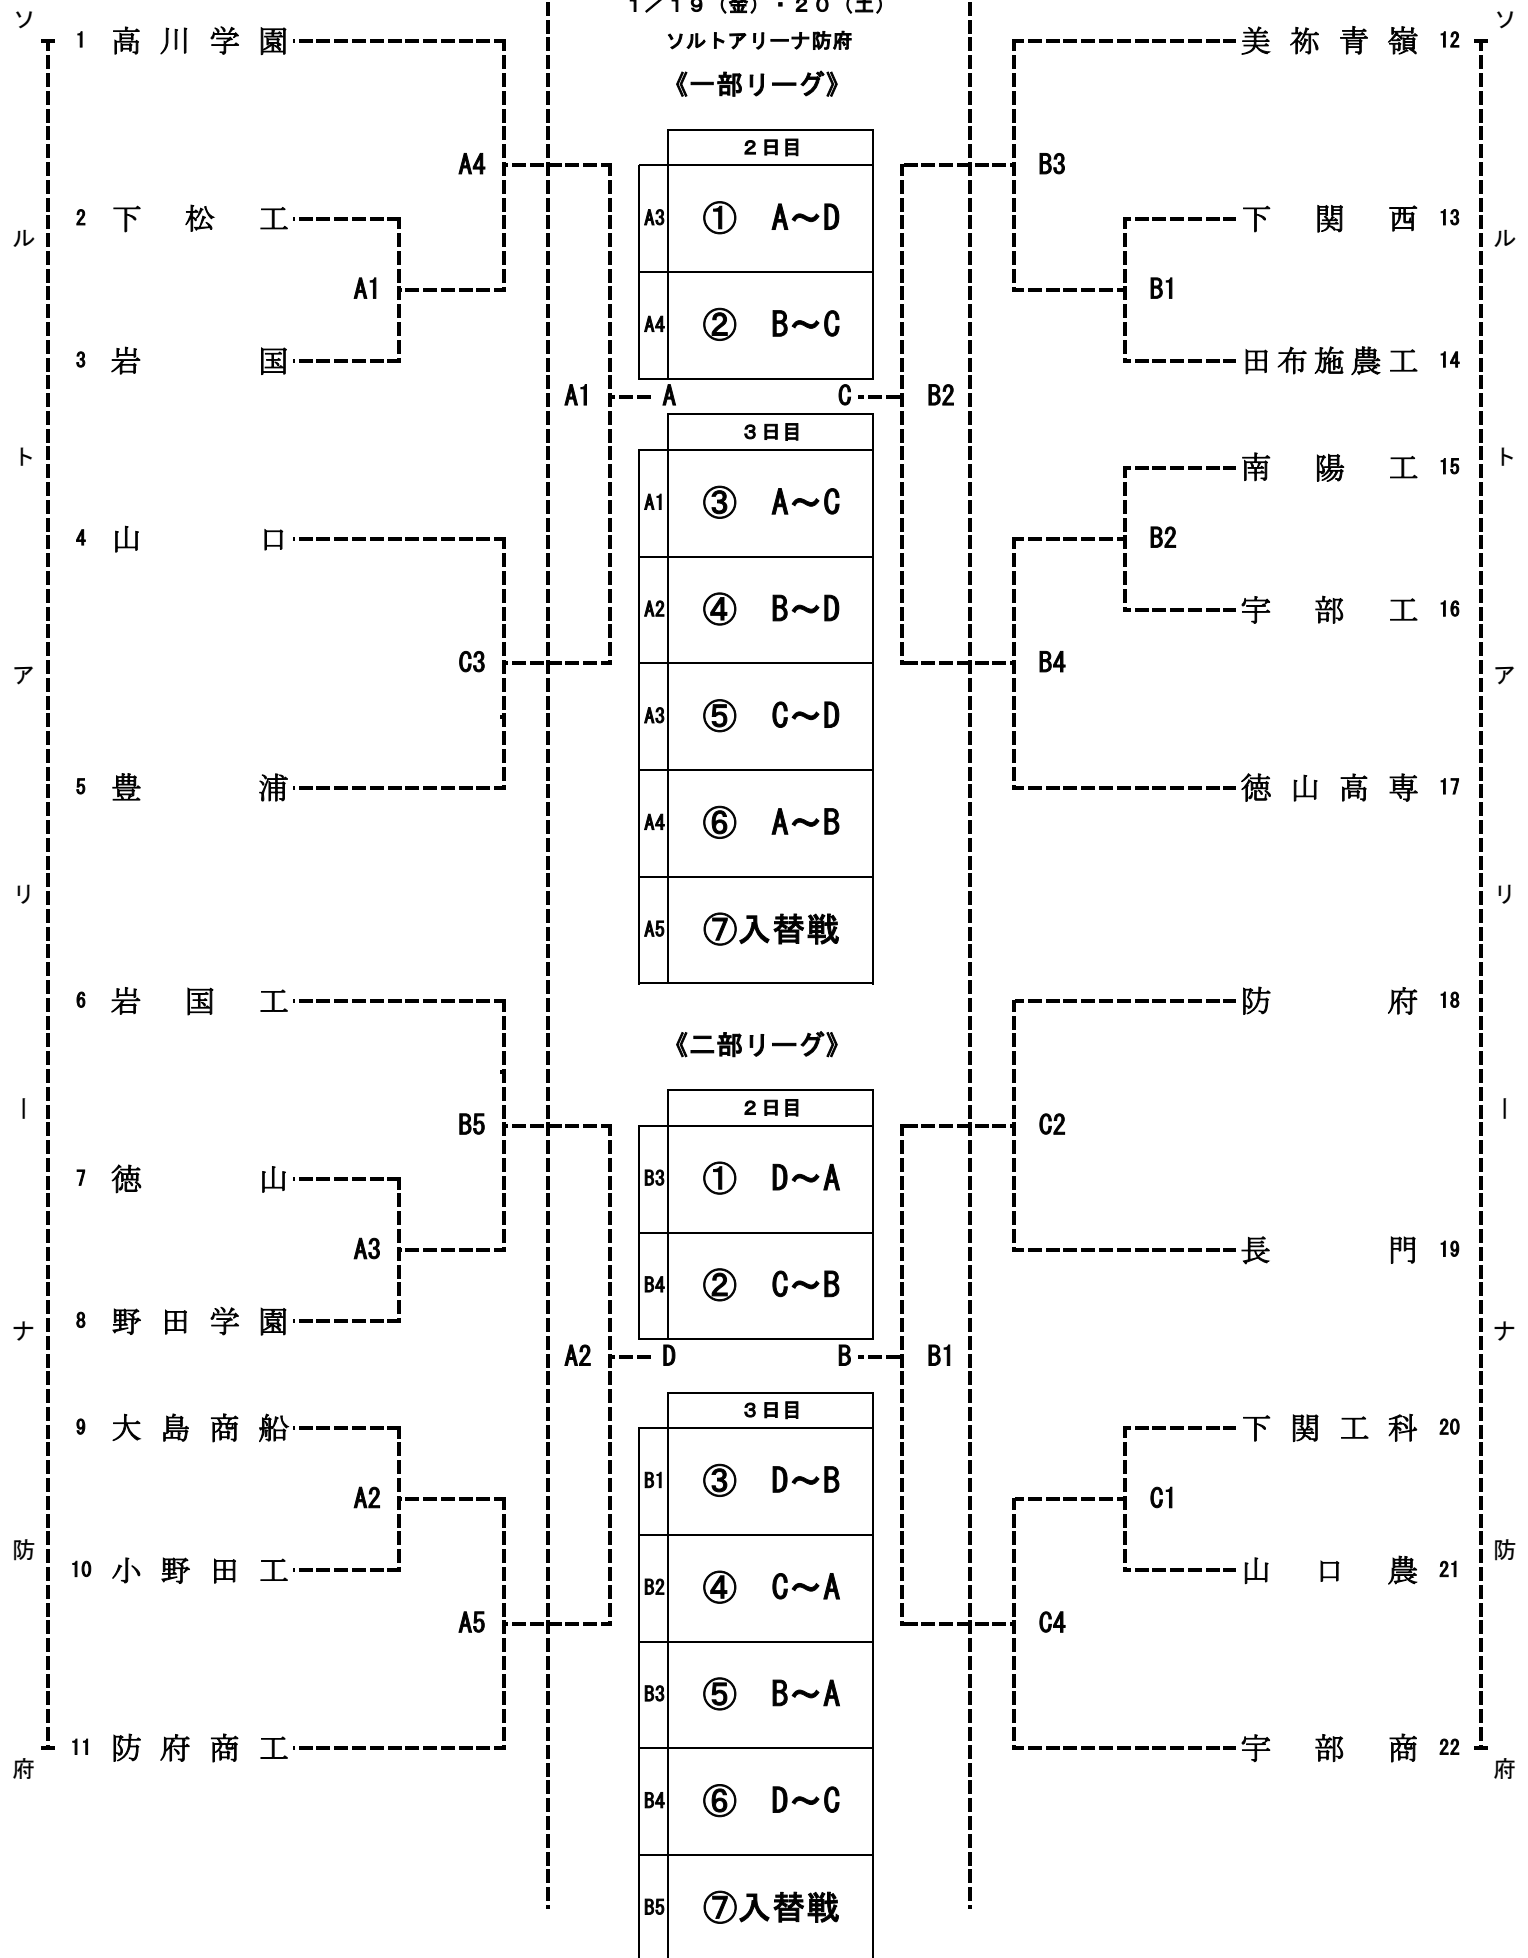 1／19（金）・20（土）
ソルトアリーナ防府
《一部リーグ》
ソルトアリーナ防府
1 高川学園
2 下松工
3 岩国
4 山口
5 豊浦
6 岩国工
7 徳山
8 野田学園
9 大島商船
10 小野田工
11 防府商工
A4
A1
C3
B5
A3
A2
A5
A1
A2
A
D
2日目
A3 ① A～D
A4 ② B～C
3日目
A1 ③ A～C
A2 ④ B～D
A3 ⑤ C～D
A4 ⑥ A～B
A5 ⑦入替戦
《二部リーグ》
2日目
B3 ① D～A
B4 ② C～B
3日目
B1 ③ D～B
B2 ④ C～A
B3 ⑤ B～A
B4 ⑥ D～C
B5 ⑦入替戦
C
B
B2
B1
B3
B1
B2
B4
C2
C1
C4
美祢青嶺 12
下関西 13
田布施農工 14
南陽工 15
宇部工 16
徳山高専 17
防府 18
長門 19
下関工科 20
山口農 21
宇部商 22
ソルトアリーナ防府